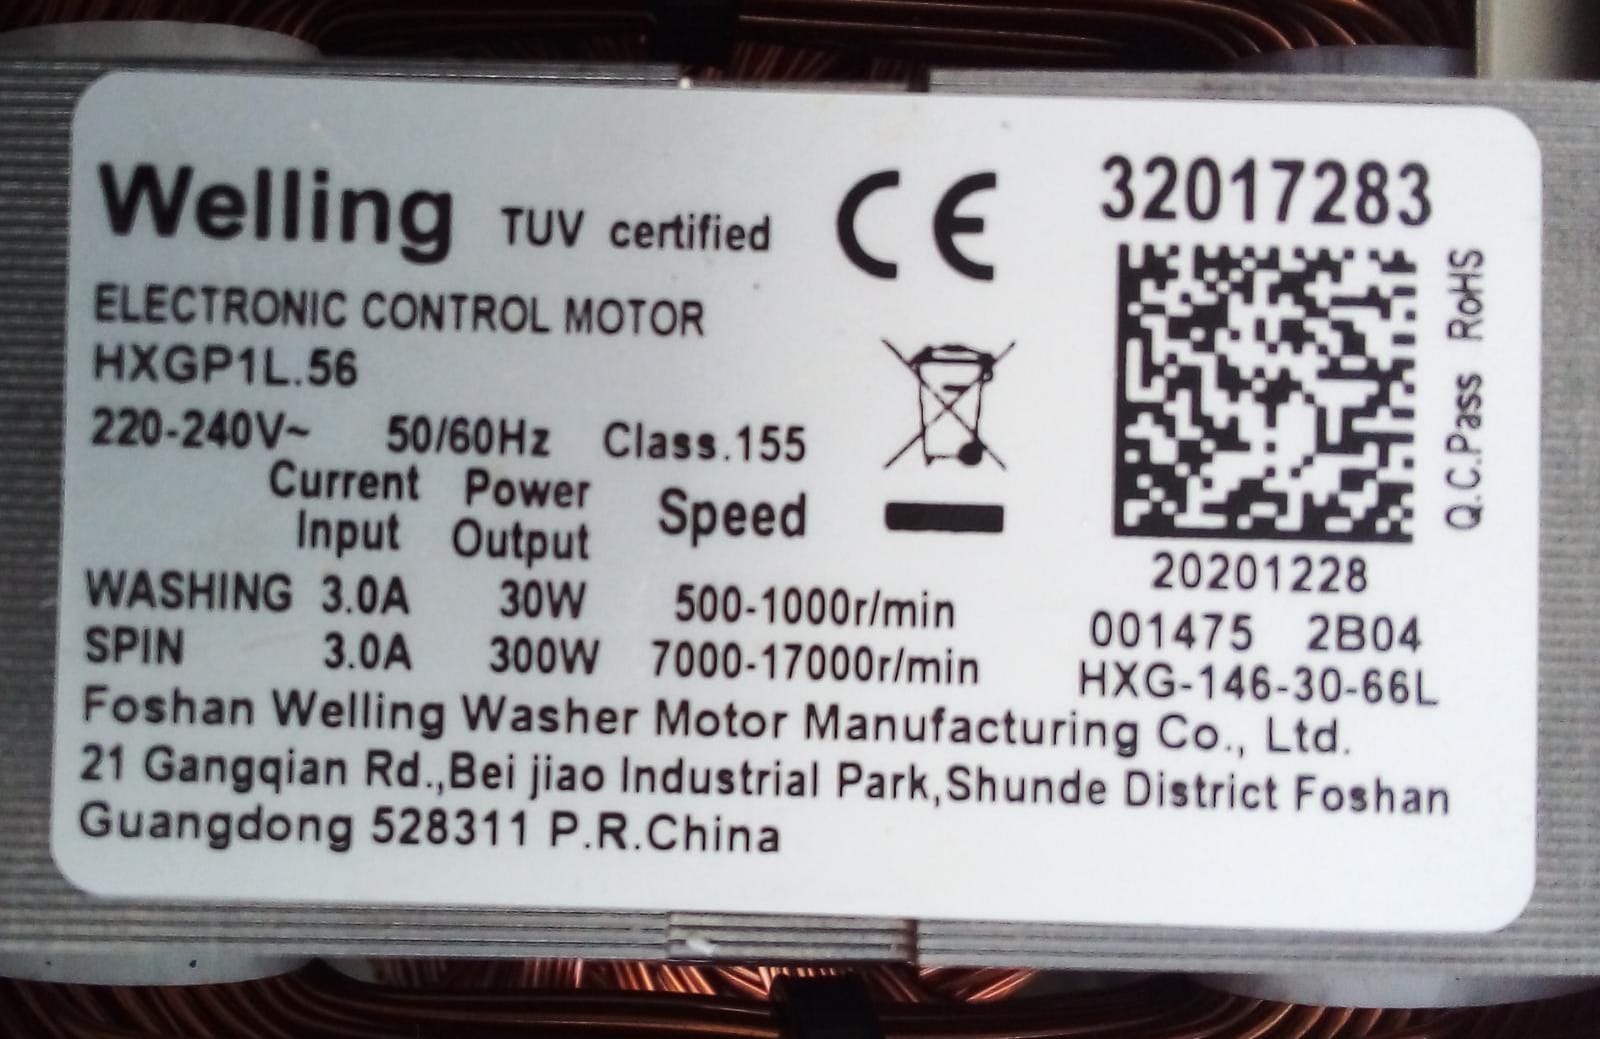 Welling TUV certified CE
32017283
ELECTRONIC CONTROL MOTOR
HXGP1L.56
220-240V~ 50/60Hz Class.155
Current Input Power Output Speed
WASHING 3.0A 30W 500-1000r/min
SPIN 3.0A 300W 7000-17000r/min
Q.C.Pass RoHS
20201228
001475 2B04
HXG-146-30-66L
Foshan Welling Washer Motor Manufacturing Co., Ltd.
21 Gangqian Rd.,Bei jiao Industrial Park,Shunde District Foshan
Guangdong 528311 P.R.China